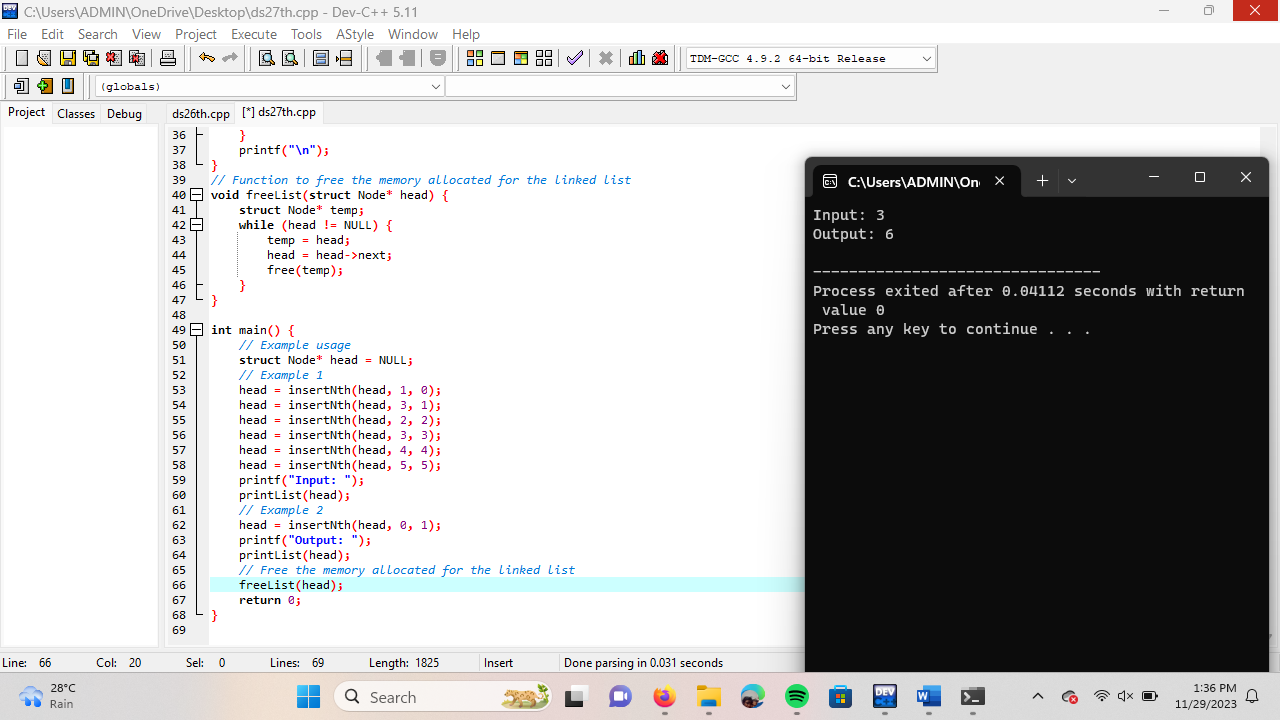 C:\Users\ADMIN\OneDrive\Desktop\ds27th.cpp - Dev-C++ 5.11
File Edit Search View Project Execute Tools AStyle Window Help
TDM-GCC 4.9.2 64-bit Release
(globals)
Project Classes Debug ds26th.cpp [*] ds27th.cpp
36 }
37 printf("\n");
38 }
39 // Function to free the memory allocated for the linked list
40 void freeList(struct Node* head) {
41 struct Node* temp;
42 while (head != NULL) {
43 temp = head;
44 head = head->next;
45 free(temp);
46 }
47 }
48
49 int main() {
50 // Example usage
51 struct Node* head = NULL;
52 // Example 1
53 head = insertNth(head, 1, 0);
54 head = insertNth(head, 3, 1);
55 head = insertNth(head, 2, 2);
56 head = insertNth(head, 3, 3);
57 head = insertNth(head, 4, 4);
58 head = insertNth(head, 5, 5);
59 printf("Input: ");
60 printList(head);
61 // Example 2
62 head = insertNth(head, 0, 1);
63 printf("Output: ");
64 printList(head);
65 // Free the memory allocated for the linked list
66 freeList(head);
67 return 0;
68 }
69
C:\Users\ADMIN\On
Input: 3
Output: 6
--------------------------------
Process exited after 0.04112 seconds with return
value 0
Press any key to continue . . .
Line: 66 Col: 20 Sel: 0 Lines: 69 Length: 1825 Insert Done parsing in 0.031 seconds
28°C
Rain
Search
DEV
1:36 PM
11/29/2023